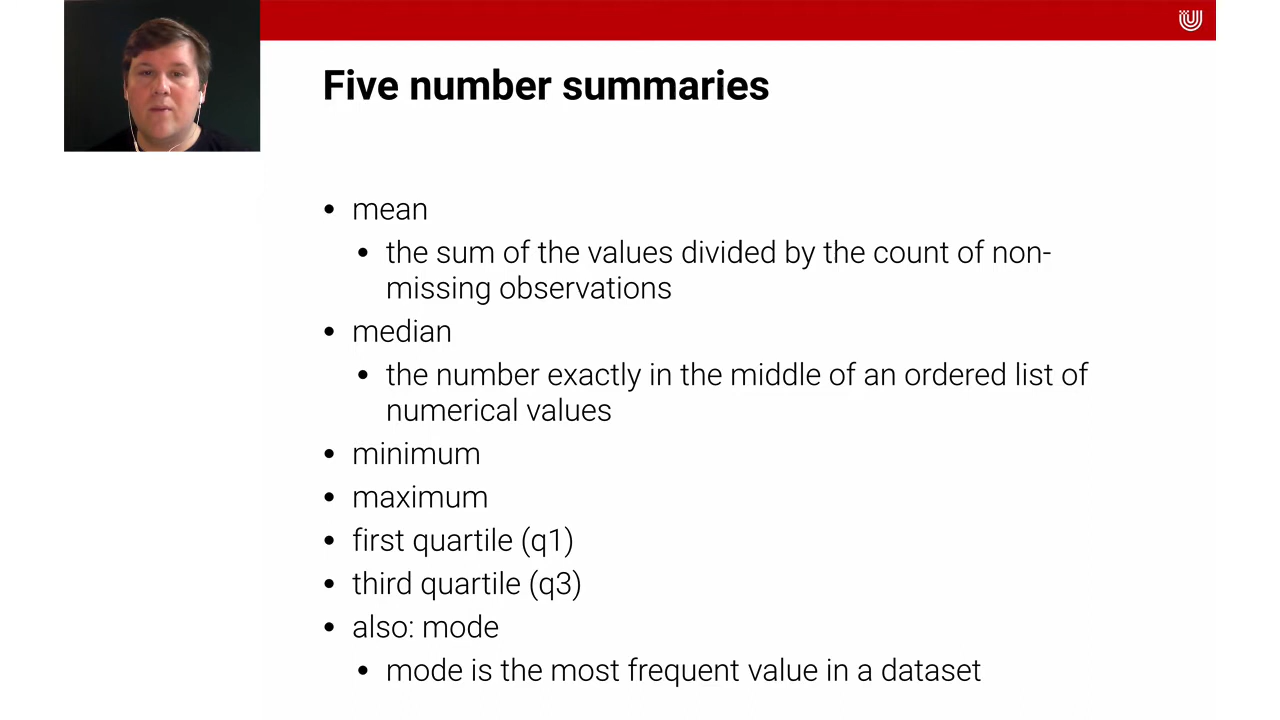 Five number summaries
• mean
• the sum of the values divided by the count of non-
missing observations
• median
• the number exactly in the middle of an ordered list of
numerical values
• minimum
• maximum
• first quartile (q1)
• third quartile (q3)
• also: mode
• mode is the most frequent value in a dataset